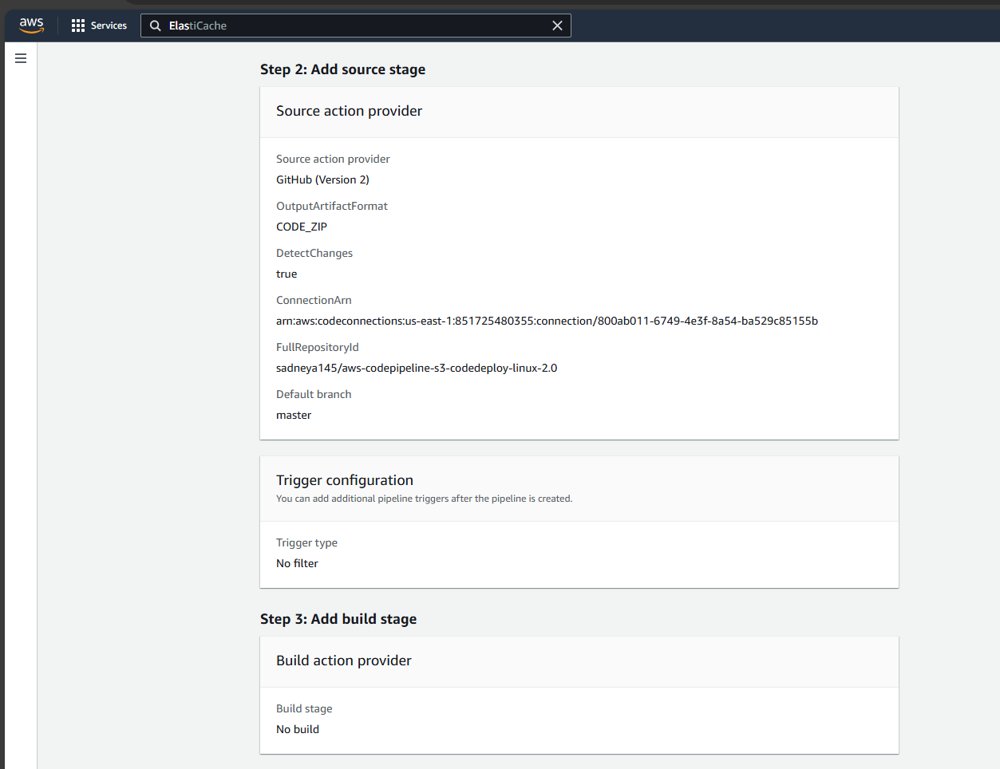 aws
Services
ElastiCache
Step 2: Add source stage
Source action provider
Source action provider
GitHub (Version 2)
OutputArtifactFormat
CODE_ZIP
DetectChanges
true
ConnectionArn
arn:aws:codeconnections:us-east-1:851725480355:connection/800ab011-6749-4e3f-8a54-ba529c85155b
FullRepositoryId
sadneya145/aws-codepipeline-s3-codedeploy-linux-2.0
Default branch
master
Trigger configuration
You can add additional pipeline triggers after the pipeline is created.
Trigger type
No filter
Step 3: Add build stage
Build action provider
Build stage
No build